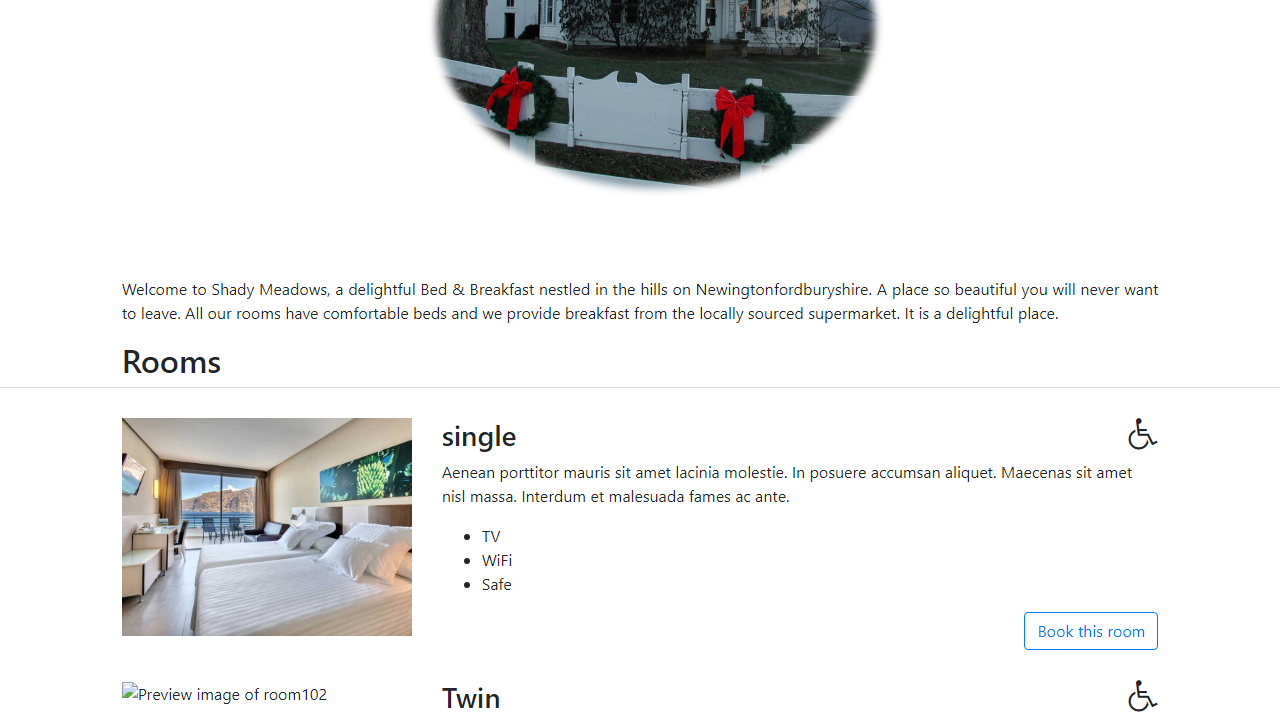 Welcome to Shady Meadows, a delightful Bed & Breakfast nestled in the hills on Newingtonfordburyshire. A place so beautiful you will never want
to leave. All our rooms have comfortable beds and we provide breakfast from the locally sourced supermarket. It is a delightful place.
Rooms
single
Aenean porttitor mauris sit amet lacinia molestie. In posuere accumsan aliquet. Maecenas sit amet
nisl massa. Interdum et malesuada fames ac ante.
TV
WiFi
Safe
Book this room
Preview image of room102
Twin